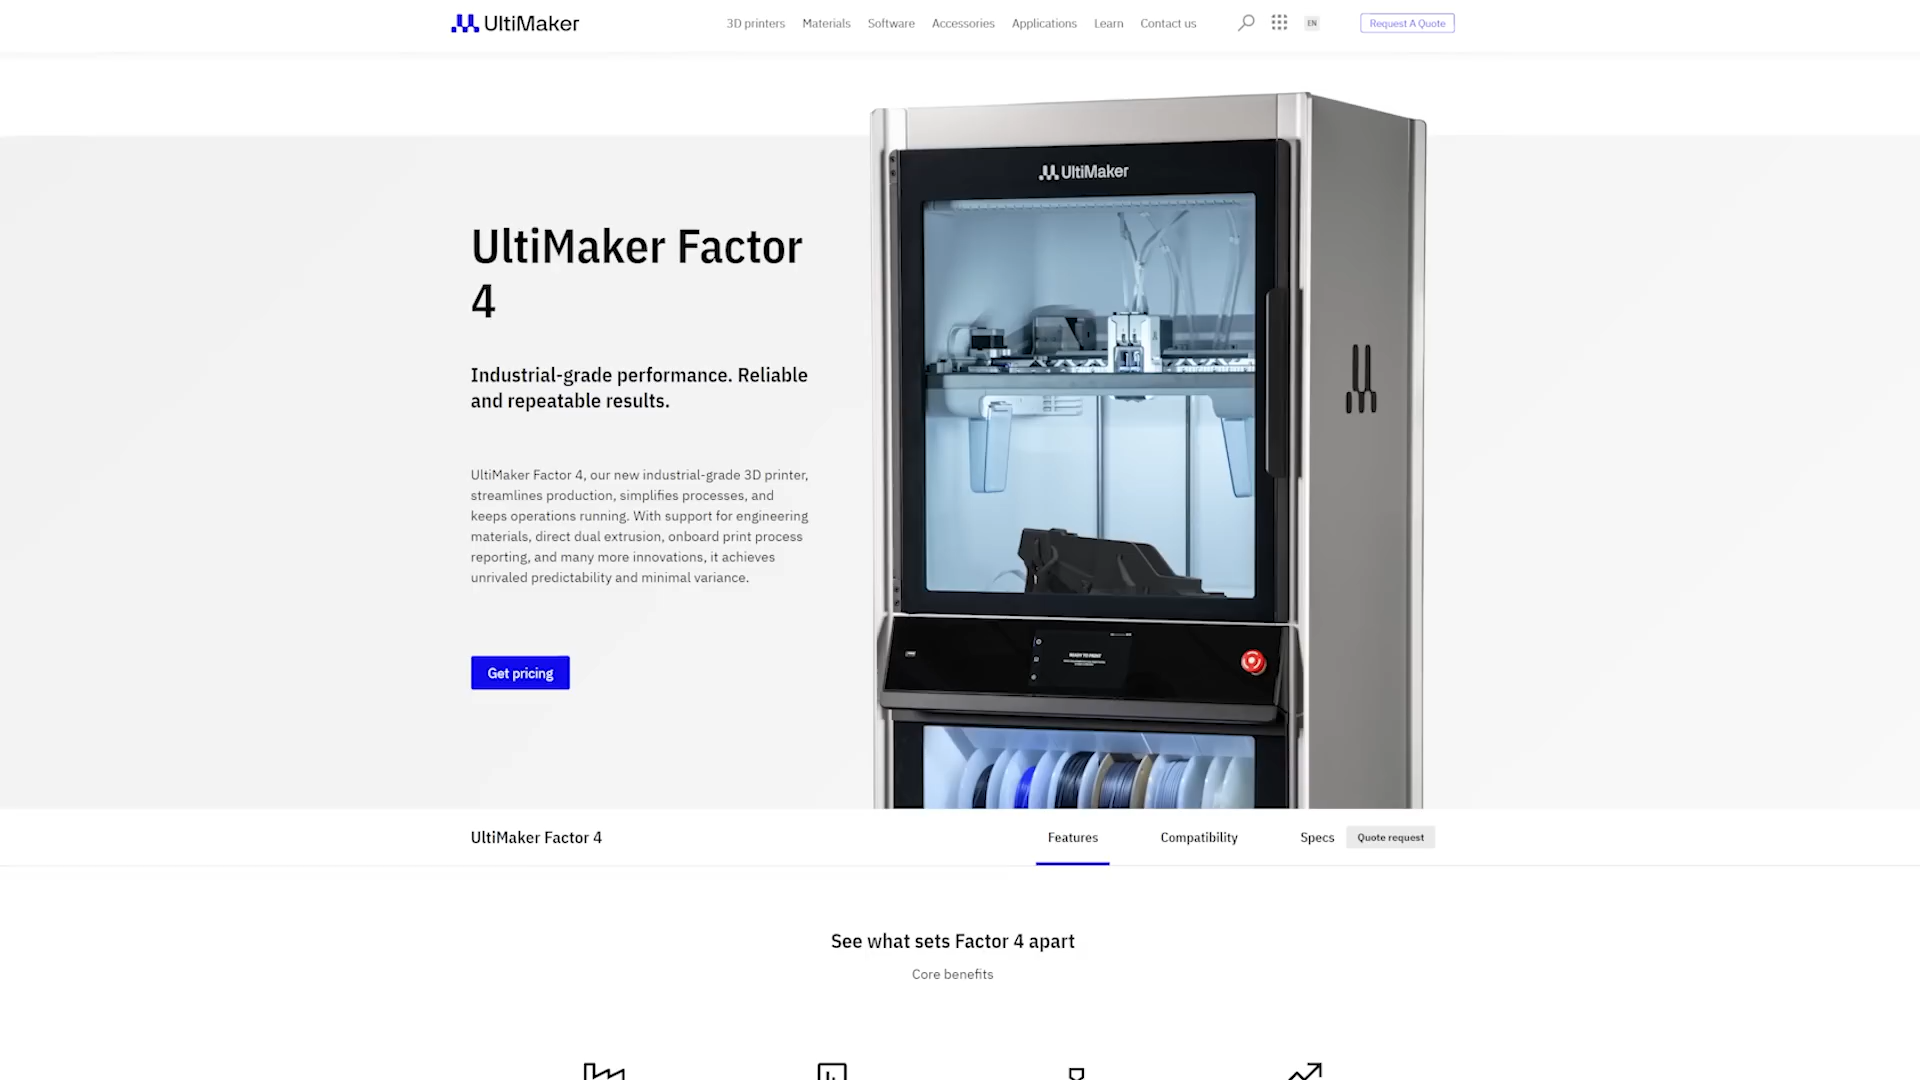 UltiMaker
3D printers
Materials
Software
Accessories
Applications
Learn
Contact us
EN
Request A Quote
UltiMaker
UltiMaker Factor
4
Industrial-grade performance. Reliable
and repeatable results.
UltiMaker Factor 4, our new industrial-grade 3D printer,
streamlines production, simplifies processes, and
keeps operations running. With support for engineering
materials, direct dual extrusion, onboard print process
reporting, and many more innovations, it achieves
unrivaled predictability and minimal variance.
READY TO PRINT
Get pricing
UltiMaker Factor 4
Features
Compatibility
Specs
Quote request
See what sets Factor 4 apart
Core benefits